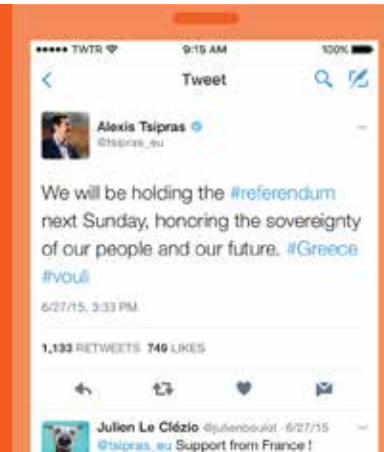 TWTR 9:15 AM 100%
Tweet
Alexis Tsipras
@tsipras_eu
We will be holding the #referendum
next Sunday, honoring the sovereignty
of our people and our future. #Greece
#vouli
6/27/15, 3:33 PM
1,133 RETWEETS 749 LIKES
Julien Le Clézio @julienboulot · 6/27/15
@tsipras_eu Support from France !